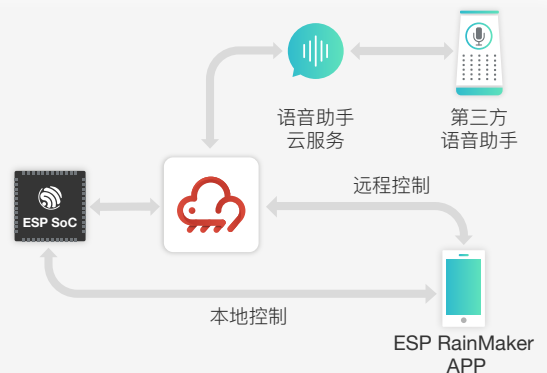 语音助手
云服务
第三方
语音助手
远程控制
ESP SoC
本地控制
ESP RainMaker
APP